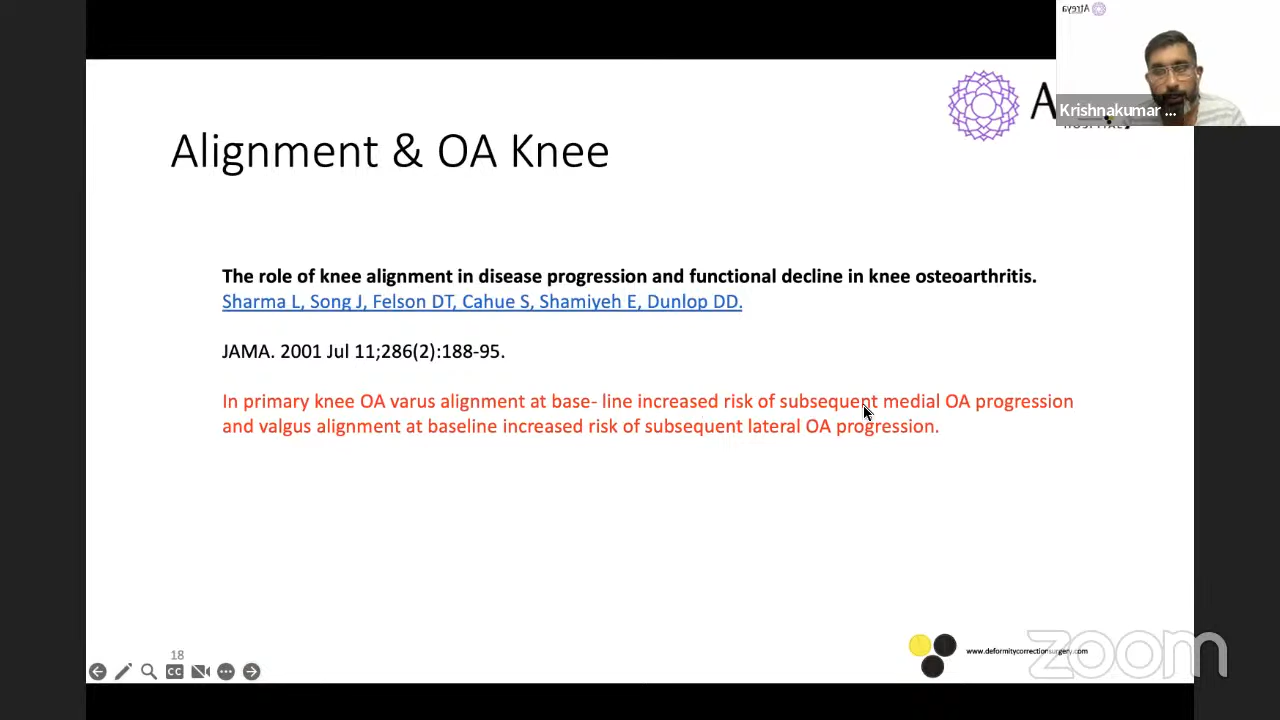 Atreya
Krishnakumar ...
A
Alignment & OA Knee
The role of knee alignment in disease progression and functional decline in knee osteoarthritis.
Sharma L, Song J, Felson DT, Cahue S, Shamiyeh E, Dunlop DD.
JAMA. 2001 Jul 11;286(2):188-95.
In primary knee OA varus alignment at base- line increased risk of subsequent medial OA progression
and valgus alignment at baseline increased risk of subsequent lateral OA progression.
18
CC
www.deformitycorrectionsurgery.com
zoom